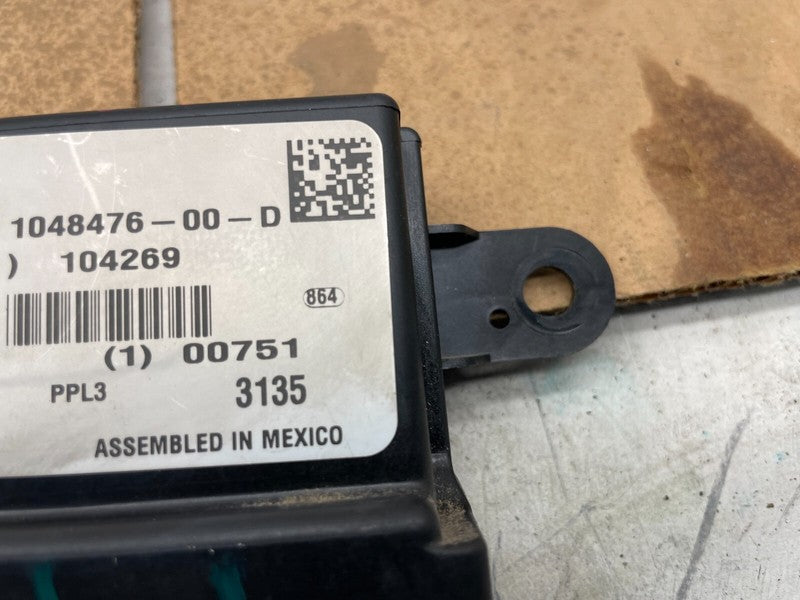 1048476-00-D
) 104269
864
(1) 00751
PPL3 3135
ASSEMBLED IN MEXICO